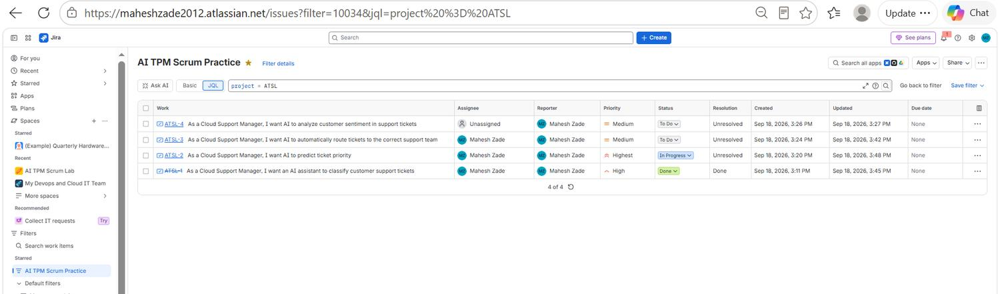 https://maheshzade2012.atlassian.net/issues?filter=10034&jql=project%20%3D%20ATSL
Update
Chat
Jira
Search
Create
See plans
1
MZ
For you
Recent
Starred
Apps
Plans
Spaces
Starred
(Example) Quarterly Hardware...
Recent
AI TPM Scrum Lab
My Devops and Cloud IT Team
More spaces
Recommended
Collect IT requests Try
Filters
Search work items
Starred
AI TPM Scrum Practice
Default filters
AI TPM Scrum Practice Filter details
Search all apps Apps Share
Ask AI Basic JQL project = ATSL Go back to filter Save filter
Work Assignee Reporter Priority Status Resolution Created Updated Due date
ATSL-4 As a Cloud Support Manager, I want AI to analyze customer sentiment in support tickets Unassigned MZ Mahesh Zade Medium To Do Unresolved Sep 18, 2026, 3:26 PM Sep 18, 2026, 3:27 PM None
ATSL-3 As a Cloud Support Manager, I want AI to automatically route tickets to the correct support team MZ Mahesh Zade MZ Mahesh Zade Medium To Do Unresolved Sep 18, 2026, 3:24 PM Sep 18, 2026, 3:42 PM None
ATSL-2 As a Cloud Support Manager, I want AI to predict ticket priority MZ Mahesh Zade MZ Mahesh Zade Highest In Progress Unresolved Sep 18, 2026, 3:20 PM Sep 18, 2026, 3:48 PM None
ATSL-1 As a Cloud Support Manager, I want an AI assistant to classify customer support tickets MZ Mahesh Zade MZ Mahesh Zade High Done Done Sep 18, 2026, 3:11 PM Sep 18, 2026, 3:45 PM None
4 of 4